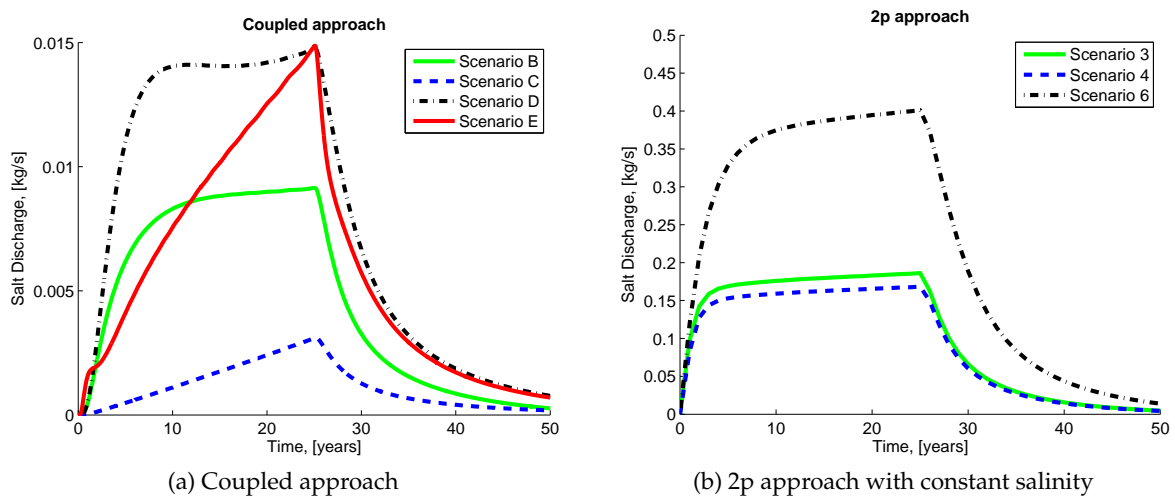 Coupled approach
0.015
0.01
0.005
0
Salt Discharge, [kg/s]
0
10
20
30
40
50
Time, [years]
Scenario B
Scenario C
Scenario D
Scenario E
(a) Coupled approach
2p approach
0.5
0.45
0.4
0.35
0.3
0.25
0.2
0.15
0.1
0.05
0
Salt Discharge, [kg/s]
0
10
20
30
40
50
Time, [years]
Scenario 3
Scenario 4
Scenario 6
(b) 2p approach with constant salinity